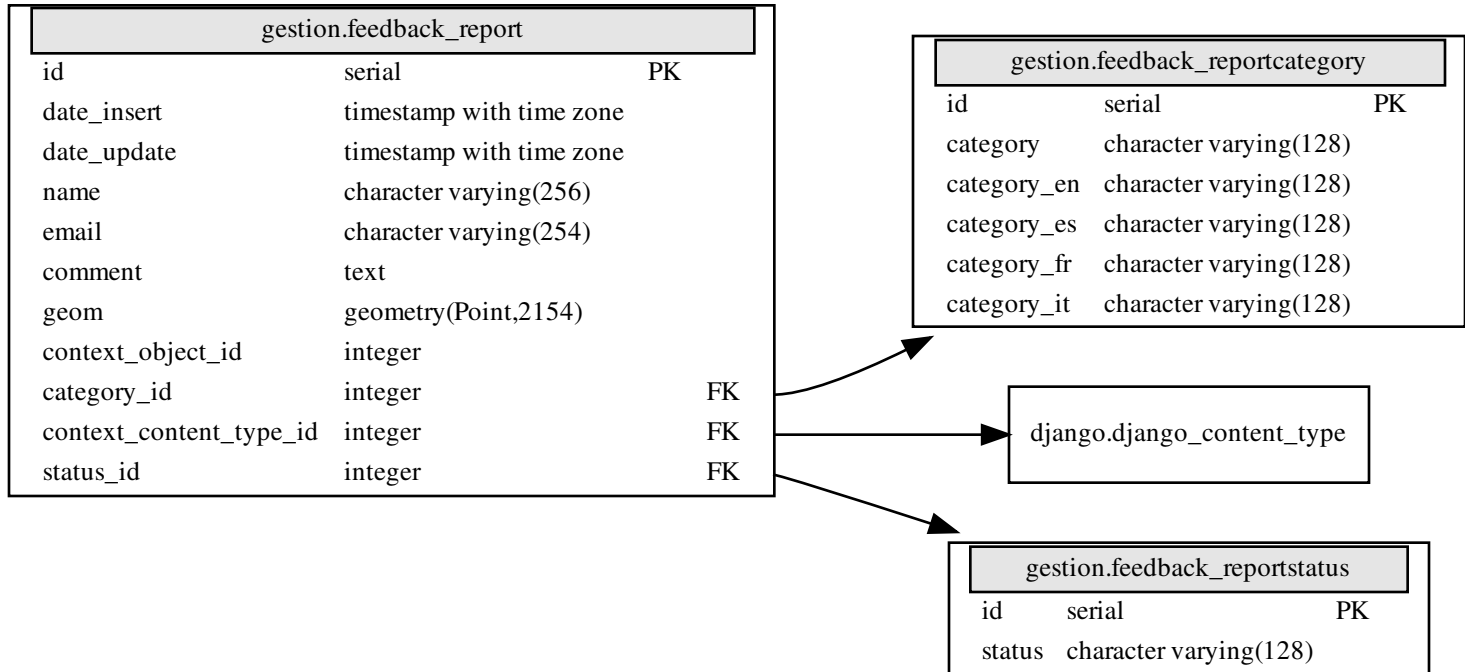 gestion.feedback_report
id serial PK
date_insert timestamp with time zone
date_update timestamp with time zone
name character varying(256)
email character varying(254)
comment text
geom geometry(Point,2154)
context_object_id integer
category_id integer FK
context_content_type_id integer FK
status_id integer FK
gestion.feedback_reportcategory
id serial PK
category character varying(128)
category_en character varying(128)
category_es character varying(128)
category_fr character varying(128)
category_it character varying(128)
django.django_content_type
gestion.feedback_reportstatus
id serial PK
status character varying(128)